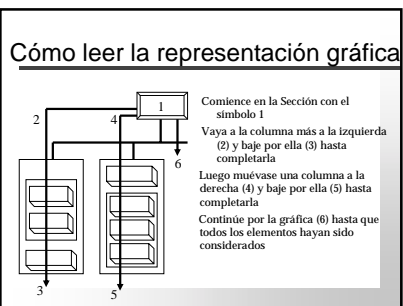 Cómo leer la representación gráfica
1
2
4
6
3
5
Comience en la Sección con el
símbolo 1
Vaya a la columna más a la izquierda
(2) y baje por ella (3) hasta
completarla
Luego muévase una columna a la
derecha (4) y baje por ella (5) hasta
completarla
Continúe por la gráfica (6) hasta que
todos los elementos hayan sido
considerados